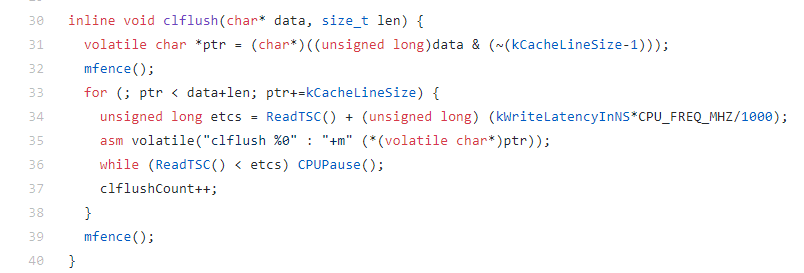 30 inline void clflush(char* data, size_t len) {
31   volatile char *ptr = (char*)((unsigned long)data & (~(kCacheLineSize-1)));
32   mfence();
33   for (; ptr < data+len; ptr+=kCacheLineSize) {
34     unsigned long etcs = ReadTSC() + (unsigned long) (kWriteLatencyInNS*CPU_FREQ_MHZ/1000);
35     asm volatile("clflush %0" : "+m" (*(volatile char*)ptr));
36     while (ReadTSC() < etcs) CPUPause();
37     clflushCount++;
38   }
39   mfence();
40 }